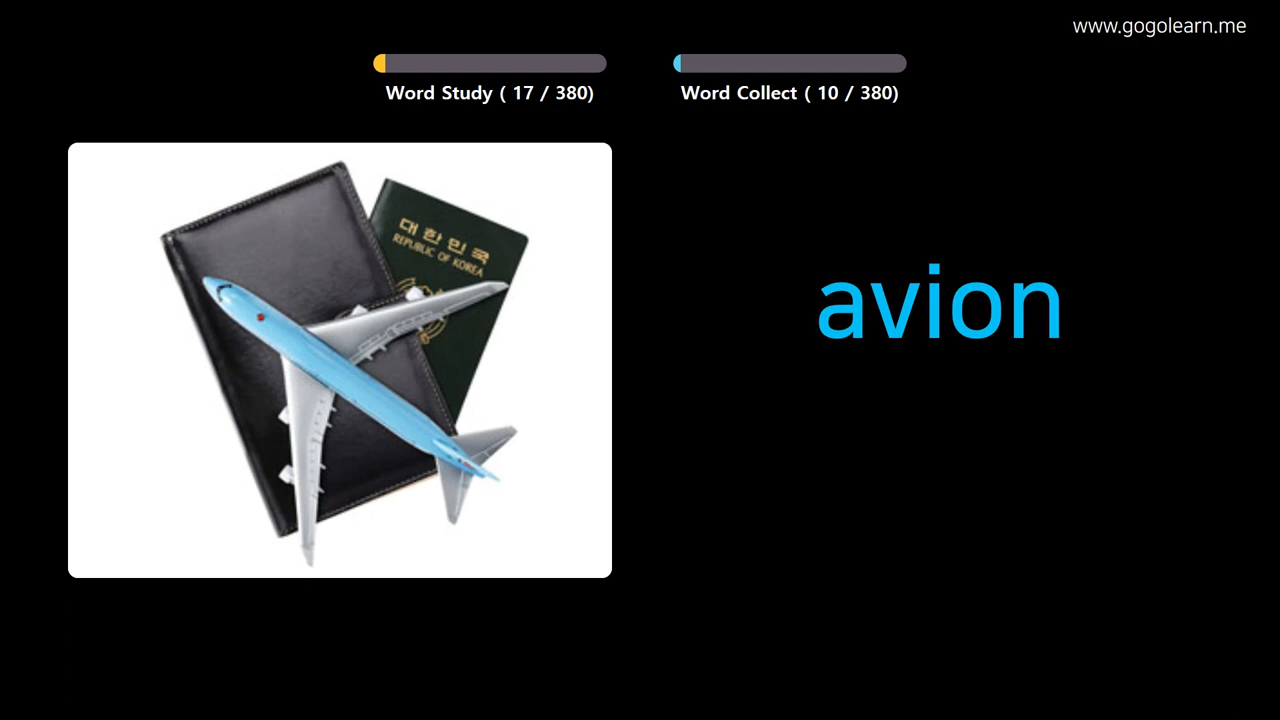 www.gogolearn.me
Word Study ( 17 / 380)
Word Collect ( 10 / 380)
대한민국
REPUBLIC OF KOREA
avion